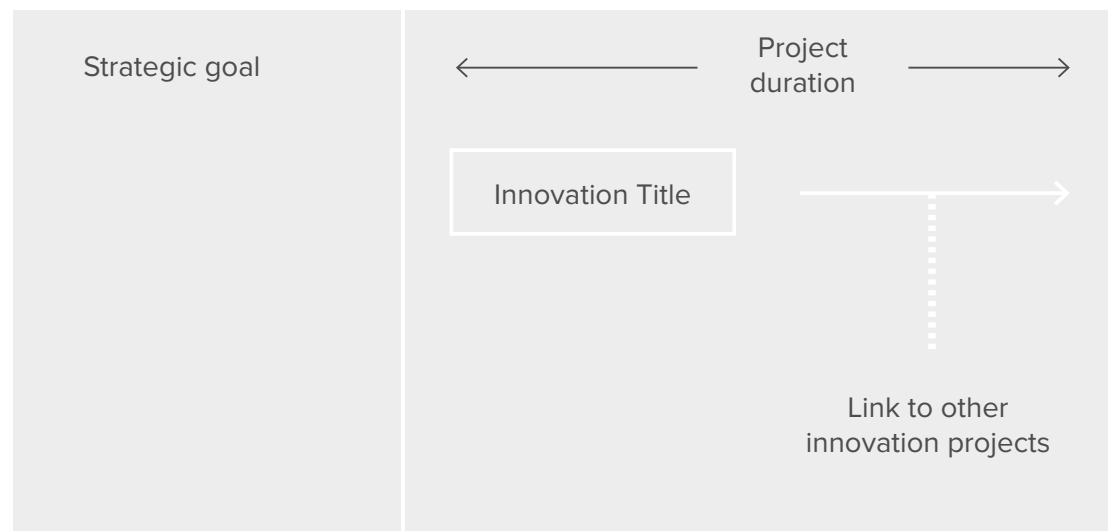 Strategic goal
Project
duration
Innovation Title
Link to other
innovation projects